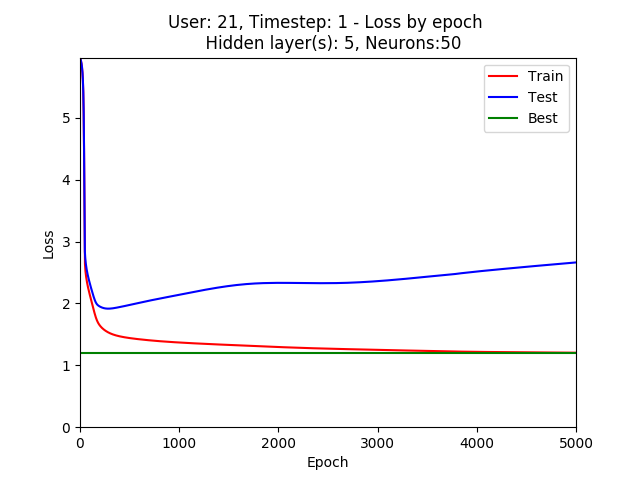 User: 21, Timestep: 1 - Loss by epoch
Hidden layer(s): 5, Neurons:50
Train
Test
Best
5
4
3
2
1
0
Loss
0 1000 2000 3000 4000 5000
Epoch